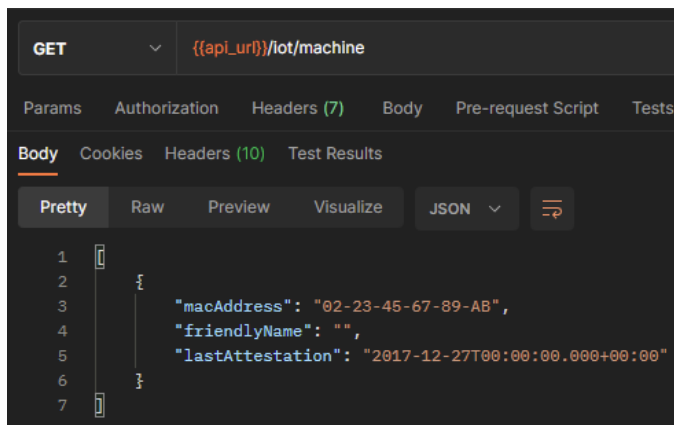 GET {{api_url}}/iot/machine
Params Authorization Headers (7) Body Pre-request Script Tests
Body Cookies Headers (10) Test Results
Pretty Raw Preview Visualize JSON
1 [
2 {
3 "macAddress": "02-23-45-67-89-AB",
4 "friendlyName": "",
5 "lastAttestation": "2017-12-27T00:00:00.000+00:00"
6 }
7 ]